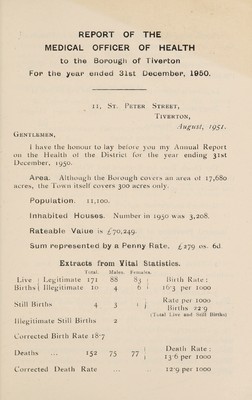 REPORT OF THE
MEDICAL OFFICER OF HEALTH
to the Borough of Tiverton
For the year ended 31st December, 1950.
11, St. Peter Street,
Tiverton,
August, 1951.
Gentlemen,
I have the honour to lay before you my Annual Report
on the Health of the District for the year ending 31st
December, 1950.
Area. Although the Borough covers an area of 17,680
acres, the Town itself covers 300 acres only.
Population. 11,100.
Inhabited Houses. Number in 1950 was 3,208.
Rateable Value is £70,249.
Sum represented by a Penny Rate, £279 0s. 6d.
Extracts from Vital Statistics.
Total. Males. Females.
Live { Legitimate 171 88 83 } Birth Rate :
Births { Illegitimate 10 4 6 } 16·3 per 1000
Still Births 4 3 1 } Rate per 1000
Births 22·9
(Total Live and Still Births)
Illegitimate Still Births 2
Corrected Birth Rate 18·7
Deaths ... 152 75 77 } Death Rate :
13·6 per 1000
Corrected Death Rate ... .. 12·9 per 1000